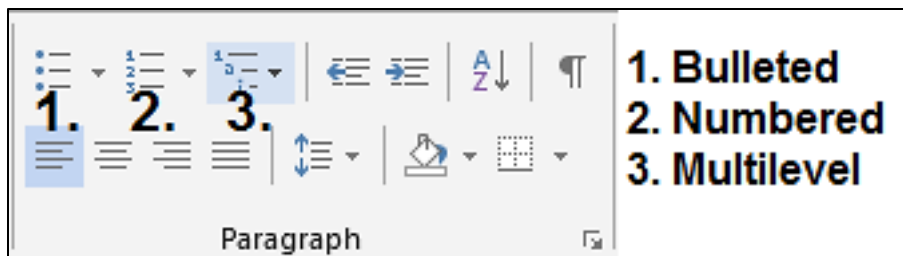 1. 2. 3.
Paragraph
1. Bulleted
2. Numbered
3. Multilevel